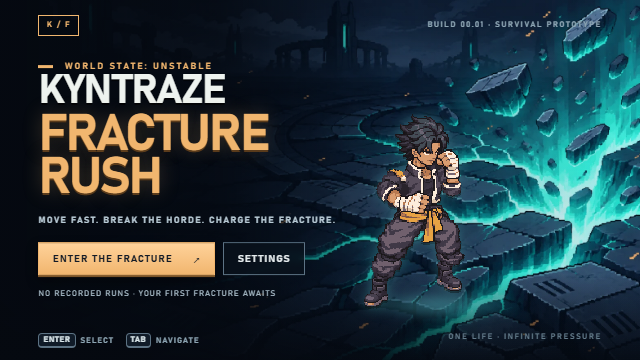 K / F
BUILD 00.01 · SURVIVAL PROTOTYPE
WORLD STATE: UNSTABLE
KYNTRAZE
FRACTURE
RUSH
MOVE FAST. BREAK THE HORDE. CHARGE THE FRACTURE.
ENTER THE FRACTURE ↗
SETTINGS
NO RECORDED RUNS · YOUR FIRST FRACTURE AWAITS
ENTER SELECT TAB NAVIGATE
ONE LIFE · INFINITE PRESSURE